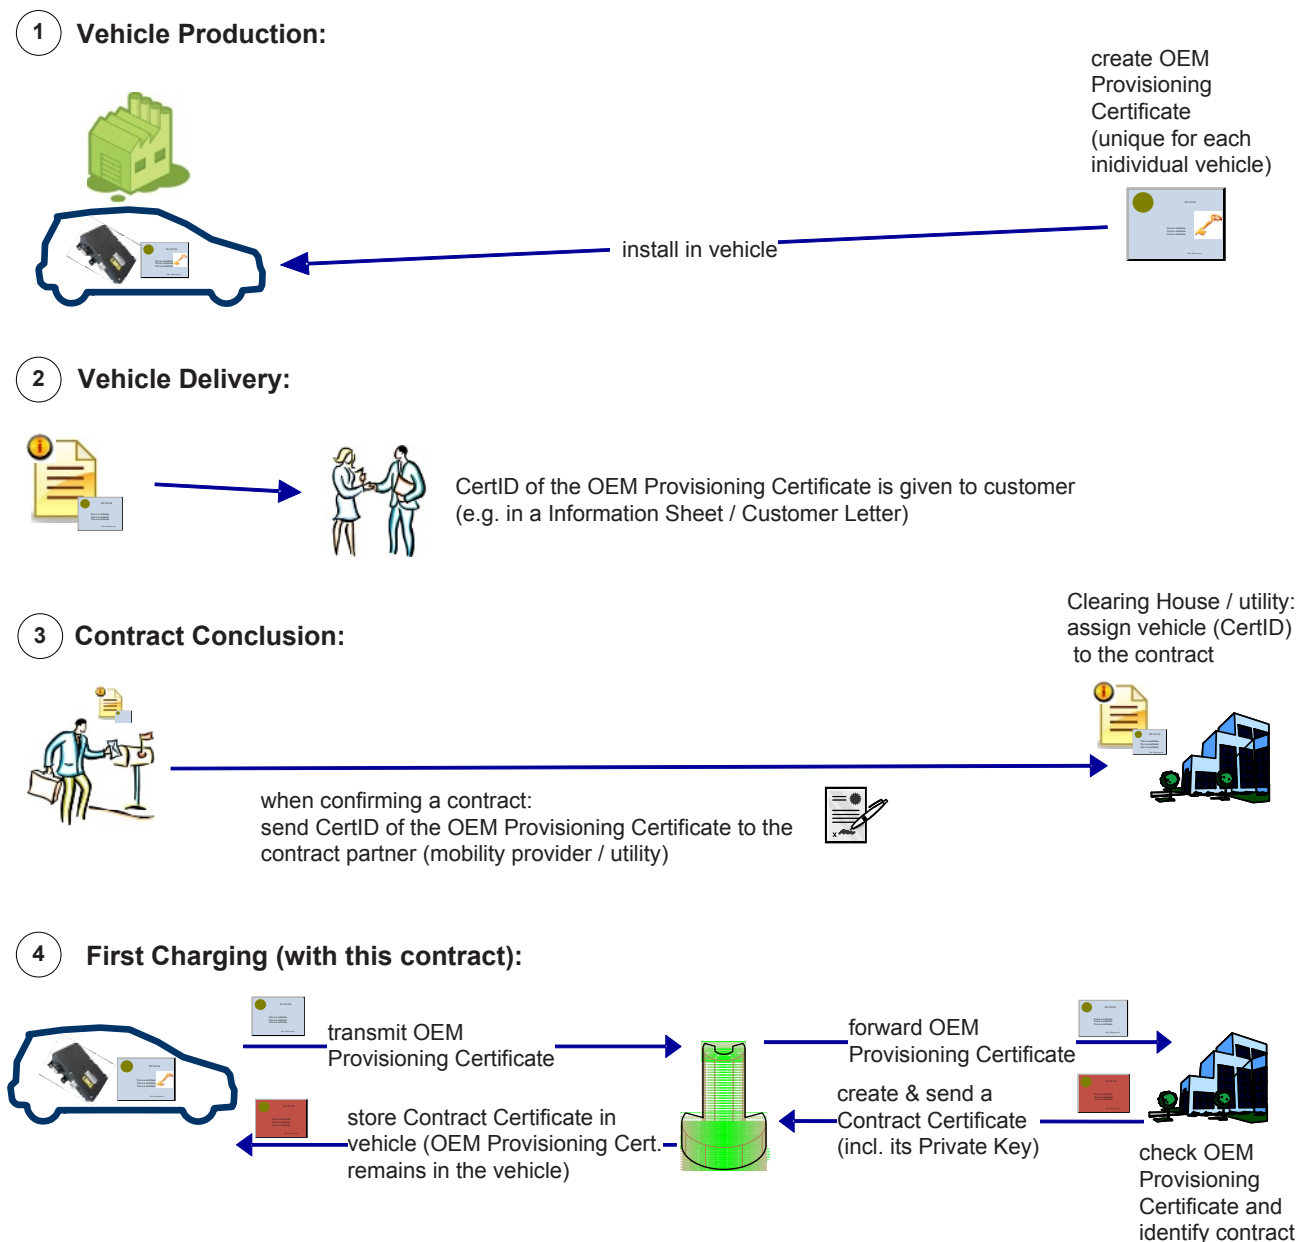 1 Vehicle Production:
create OEM
Provisioning
Certificate
(unique for each
inidividual vehicle)
install in vehicle
2 Vehicle Delivery:
CertID of the OEM Provisioning Certificate is given to customer
(e.g. in a Information Sheet / Customer Letter)
3 Contract Conclusion:
Clearing House / utility:
assign vehicle (CertID)
to the contract
when confirming a contract:
send CertID of the OEM Provisioning Certificate to the
contract partner (mobility provider / utility)
4 First Charging (with this contract):
transmit OEM
Provisioning Certificate
forward OEM
Provisioning Certificate
store Contract Certificate in
vehicle (OEM Provisioning Cert.
remains in the vehicle)
create & send a
Contract Certificate
(incl. its Private Key)
check OEM
Provisioning
Certificate and
identify contract